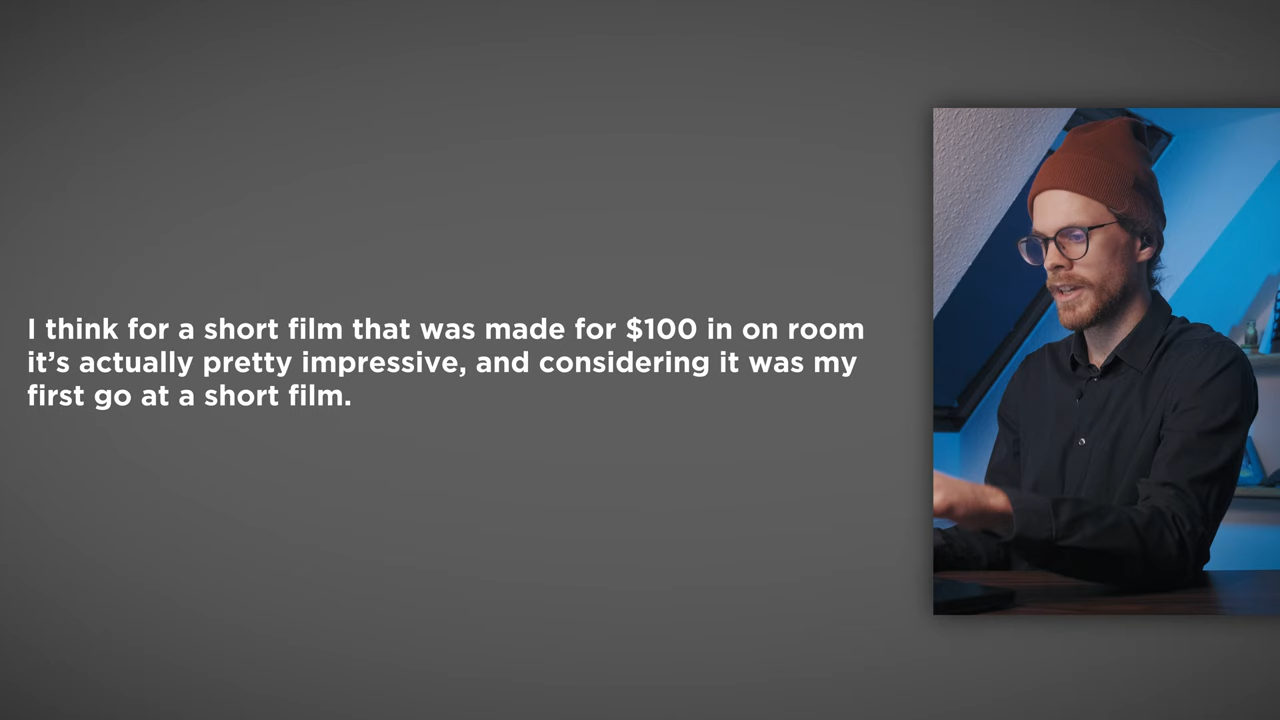 I think for a short film that was made for $100 in on room
it’s actually pretty impressive, and considering it was my
first go at a short film.